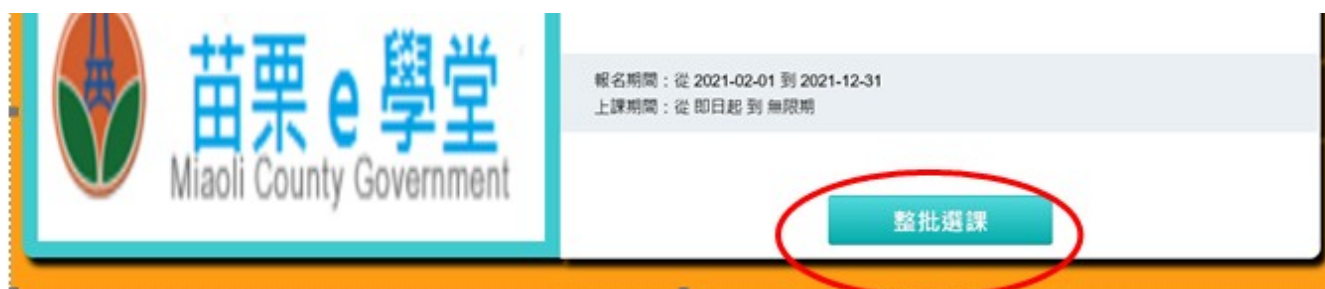 苗栗 e 學堂
Miaoli County Government
報名期間：從 2021-02-01 到 2021-12-31
上課期間：從 即日起 到 無限期
整批選課